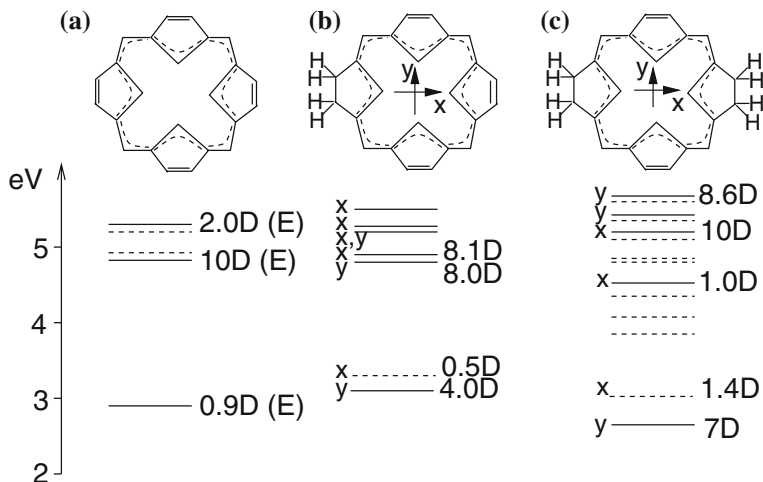 (a) (b) (c)
H H
H H
H H
H H
y y
x x
eV
5
4
3
2
2.0D (E)
10D (E)
0.9D (E)
x
x
x,y
x 8.1D
y 8.0D
x 0.5D
y 4.0D
y 8.6D
y
x 10D
x 1.0D
x 1.4D
y 7D